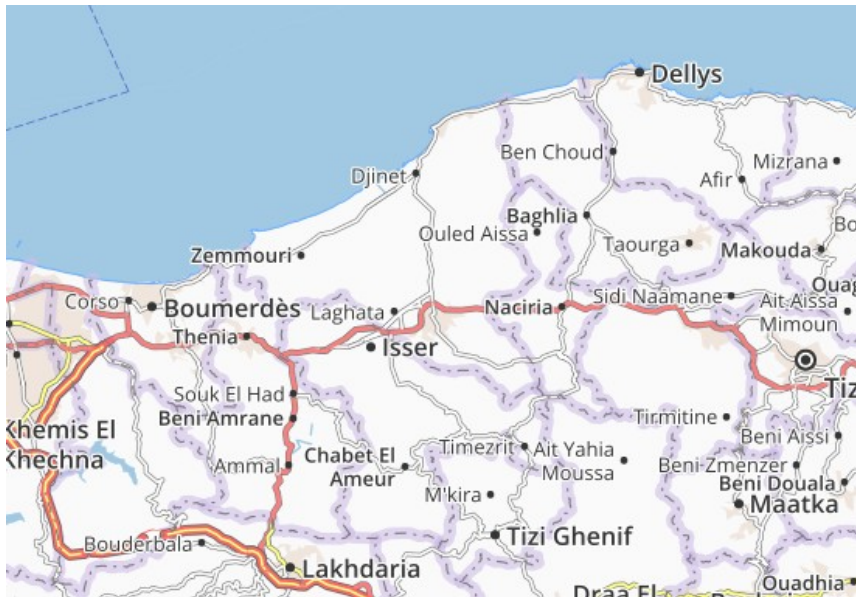 Dellys
Ben Choud
Mizrana
Djinet
Afir
Baghlia
Ouled Aissa
Bo
Taourga
Zemmouri
Makouda
Ouag
Corso
Boumerdès
Laghata
Naciria
Sidi Naâmane
Ait Aissa
Mimoun
Thenia
Isser
Tiz
Souk El Had
Beni Amrane
Tirmitine
Khemis El
Khechna
Beni Aissi
Timezrit
Ait Yahia
Moussa
Chabet El
Ameur
Ammal
Beni Zmenzer
Beni Douala
M'kira
Maatka
Tizi Ghenif
Bouderbala
Lakhdaria
Draa El
Ouadhia